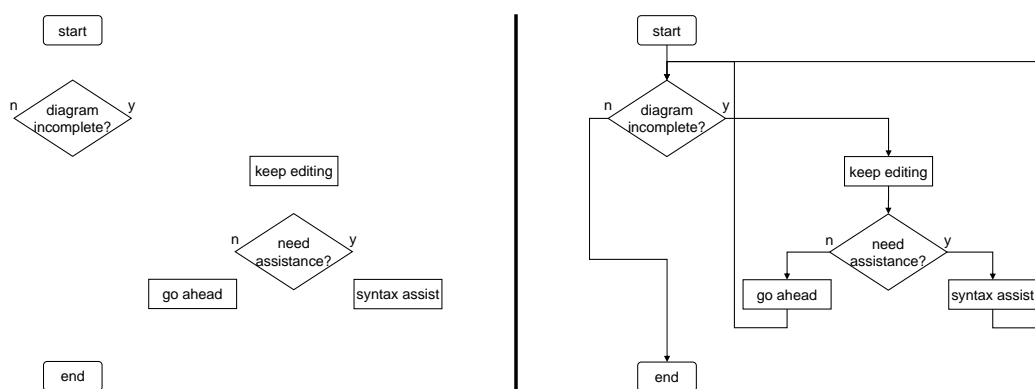 start
n
diagram
incomplete?
y
keep editing
n
need
assistance?
y
go ahead
syntax assist
end
start
n
diagram
incomplete?
y
keep editing
n
need
assistance?
y
go ahead
syntax assist
end